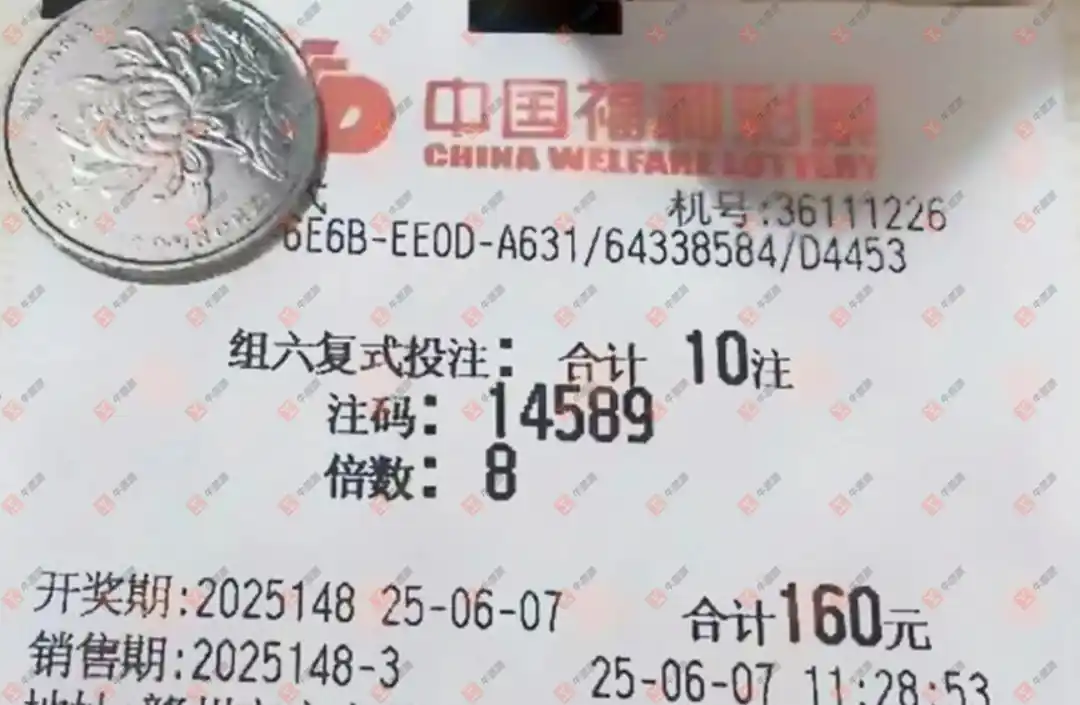 中国福利彩票
CHINA WELFARE LOTTERY
机号:36111226
6E6B-EE0D-A631/64338584/D4453
组六复式投注: 合计 10注
注码: 14589
倍数: 8
开奖期:2025148 25-06-07 合计160元
销售期:2025148-3 25-06-07 11:28:53